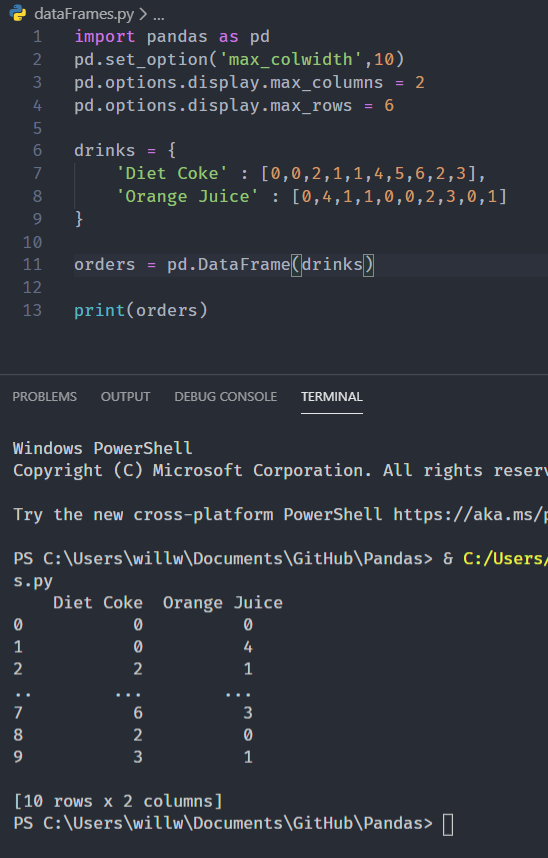 dataFrames.py > ...
1 import pandas as pd
2 pd.set_option('max_colwidth',10)
3 pd.options.display.max_columns = 2
4 pd.options.display.max_rows = 6
5
6 drinks = {
7     'Diet Coke' : [0,0,2,1,1,4,5,6,2,3],
8     'Orange Juice' : [0,4,1,1,0,0,2,3,0,1]
9 }
10
11 orders = pd.DataFrame(drinks)
12
13 print(orders)
PROBLEMS OUTPUT DEBUG CONSOLE TERMINAL
Windows PowerShell
Copyright (C) Microsoft Corporation. All rights reserv
Try the new cross-platform PowerShell https://aka.ms/p
PS C:\Users\willw\Documents\GitHub\Pandas> & C:/Users/
s.py
    Diet Coke  Orange Juice
0           0          0
1           0          4
2           2          1
..        ...        ...
7           6          3
8           2          0
9           3          1
[10 rows x 2 columns]
PS C:\Users\willw\Documents\GitHub\Pandas>